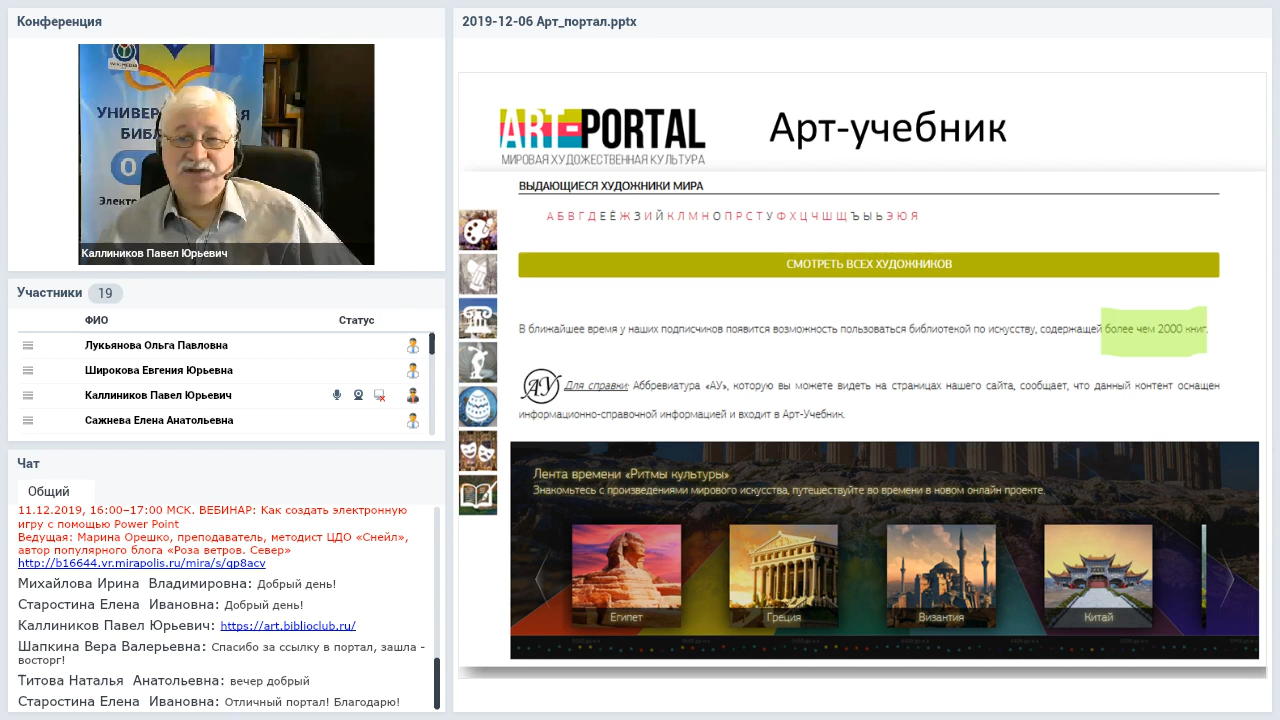 Конференция
WIKIMEDIA
УНИВЕР
Я
БИБЛ
Электр
Каллиников Павел Юрьевич
Участники 19
ФИО Статус
Лукьянова Ольга Павловна
Широкова Евгения Юрьевна
Каллиников Павел Юрьевич
Сажнева Елена Анатольевна
Чат
Общий
11.12.2019, 16:00–17:00 МСК. ВЕБИНАР: Как создать электронную
игру с помощью Power Point
Ведущая: Марина Орешко, преподаватель, методист ЦДО «Снейл»,
автор популярного блога «Роза ветров. Север»
http://b16644.vr.mirapolis.ru/mira/s/qp8acv
Михайлова Ирина Владимировна: Добрый день!
Старостина Елена Ивановна: Добрый день!
Каллиников Павел Юрьевич: https://art.biblioclub.ru/
Шапкина Вера Валерьевна: Спасибо за ссылку в портал, зашла -
восторг!
Титова Наталья Анатольевна: вечер добрый
Старостина Елена Ивановна: Отличный портал! Благодарю!
2019-12-06 Арт_портал.pptx
ART-PORTAL
МИРОВАЯ ХУДОЖЕСТВЕННАЯ КУЛЬТУРА
Арт-учебник
ВЫДАЮЩИЕСЯ ХУДОЖНИКИ МИРА
А Б В Г Д Е Ё Ж З И Й К Л М Н О П Р С Т У Ф Х Ц Ч Ш Щ Ъ Ы Ь Э Ю Я
СМОТРЕТЬ ВСЕХ ХУДОЖНИКОВ
В ближайшее время у наших подписчиков появится возможность пользоваться библиотекой по искусству, содержащей более чем 2000 книг.
АУ Для справки: Аббревиатура «АУ», которую вы можете видеть на страницах нашего сайта, сообщает, что данный контент оснащен
информационно-справочной информацией и входит в Арт-Учебник.
Лента времени «Ритмы культуры»
Знакомьтесь с произведениями мирового искусства, путешествуйте во времени в новом онлайн проекте.
Египет
Греция
Византия
Китай